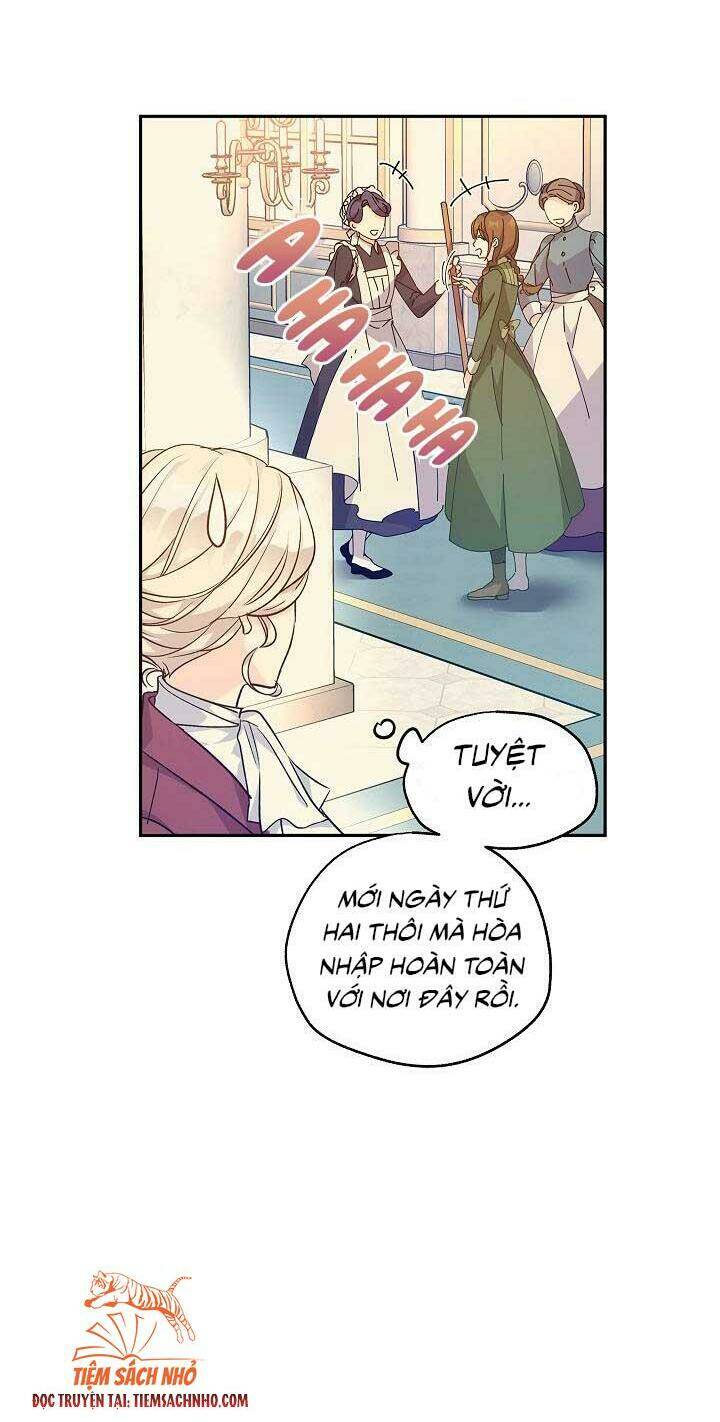 A HA HA HA HA
TUYỆT
VỜI...
MỚI NGÀY THỨ
HAI THÔI MÀ HÒA
NHẬP HOÀN TOÀN
VỚI NƠI ĐÂY RỒI.
TIỆM SÁCH NHỎ
ĐỌC TRUYỆN TẠI: TIEMSACHNHO.COM